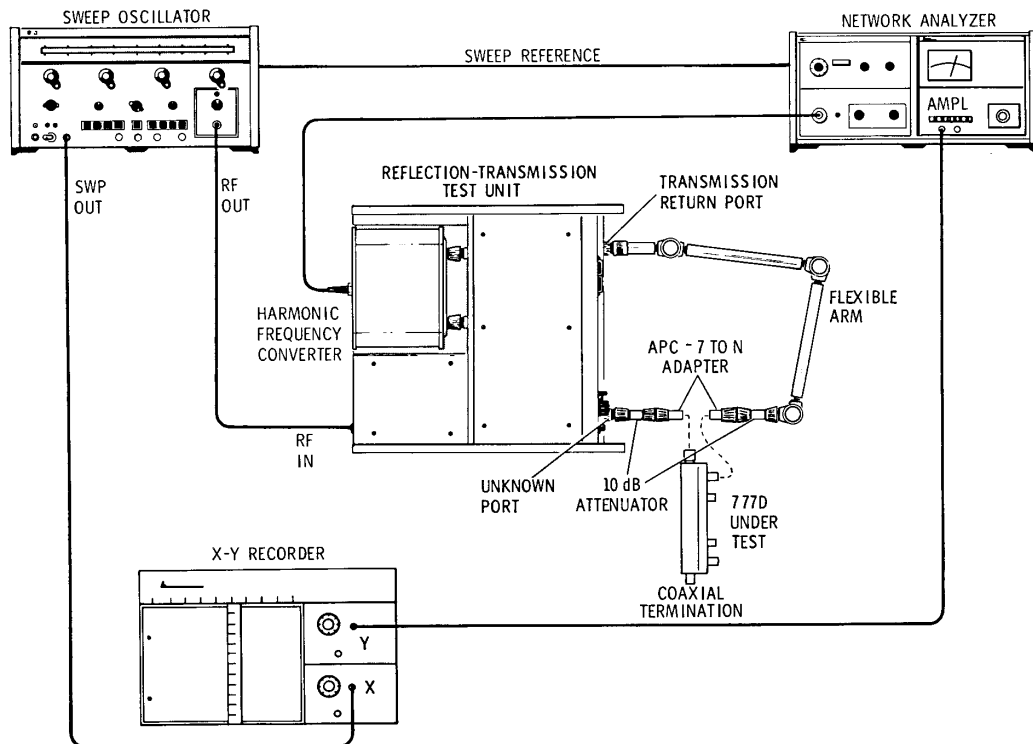 SWEEP OSCILLATOR
NETWORK ANALYZER
SWEEP REFERENCE
AMPL
SWP
OUT
RF
OUT
REFLECTION-TRANSMISSION
TEST UNIT
TRANSMISSION
RETURN PORT
HARMONIC
FREQUENCY
CONVERTER
FLEXIBLE
ARM
APC - 7 TO N
ADAPTER
RF
IN
UNKNOWN
PORT
10 dB
ATTENUATOR
777D
UNDER
TEST
COAXIAL
TERMINATION
X-Y RECORDER
Y
X